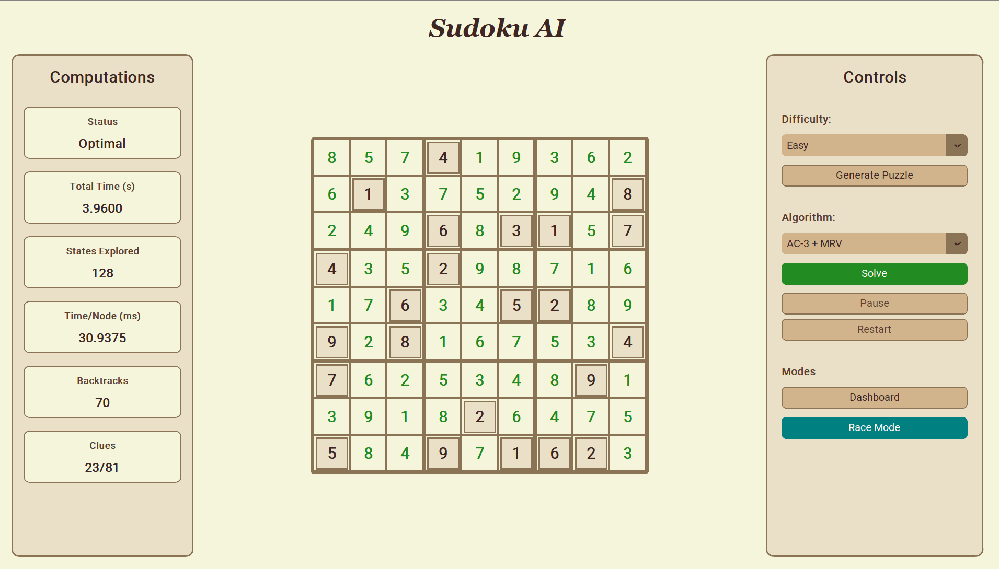 Sudoku AI
Computations
Status
Optimal
Total Time (s)
3.9600
States Explored
128
Time/Node (ms)
30.9375
Backtracks
70
Clues
23/81
8 5 7 4 1 9 3 6 2
6 1 3 7 5 2 9 4 8
2 4 9 6 8 3 1 5 7
4 3 5 2 9 8 7 1 6
1 7 6 3 4 5 2 8 9
9 2 8 1 6 7 5 3 4
7 6 2 5 3 4 8 9 1
3 9 1 8 2 6 4 7 5
5 8 4 9 7 1 6 2 3
Controls
Difficulty:
Easy
Generate Puzzle
Algorithm:
AC-3 + MRV
Solve
Pause
Restart
Modes
Dashboard
Race Mode